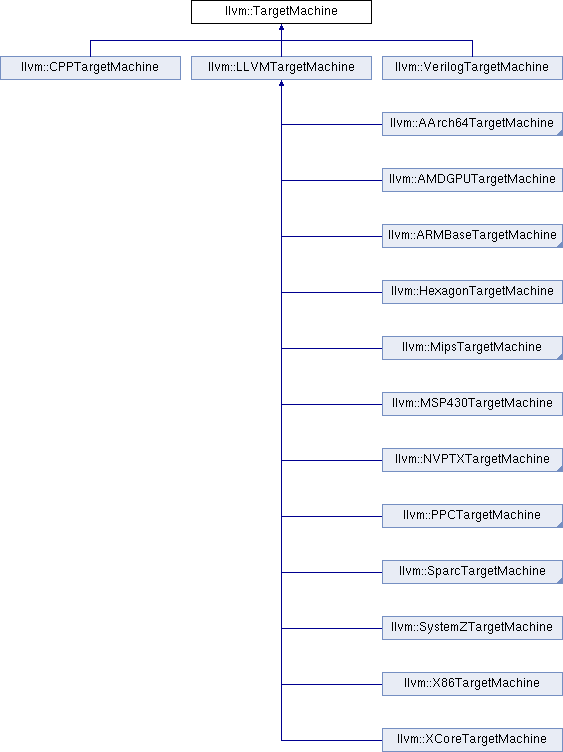 llvm::TargetMachine
llvm::CPPTargetMachine
llvm::LLVMTargetMachine
llvm::VerilogTargetMachine
llvm::AArch64TargetMachine
llvm::AMDGPUTargetMachine
llvm::ARMBaseTargetMachine
llvm::HexagonTargetMachine
llvm::MipsTargetMachine
llvm::MSP430TargetMachine
llvm::NVPTXTargetMachine
llvm::PPCTargetMachine
llvm::SparcTargetMachine
llvm::SystemZTargetMachine
llvm::X86TargetMachine
llvm::XCoreTargetMachine